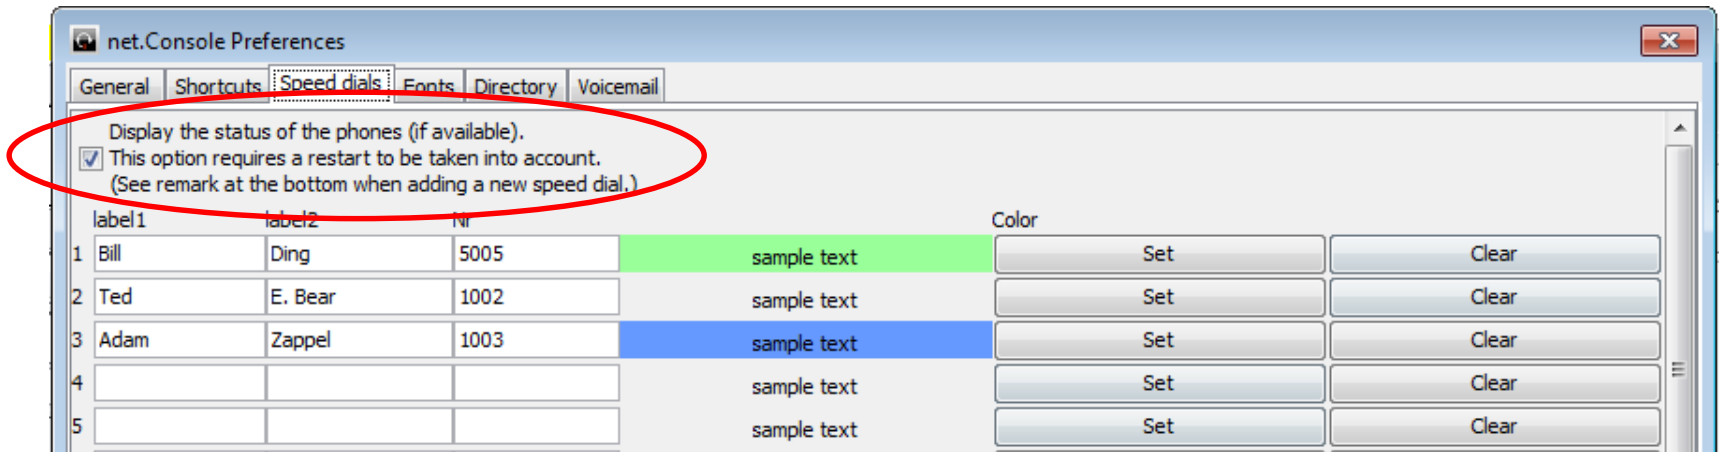 net.Console Preferences
General Shortcuts Speed dials Fonts Directory Voicemail
Display the status of the phones (if available).
This option requires a restart to be taken into account.
(See remark at the bottom when adding a new speed dial.)
label1 label2 Nr Color
1 Bill Ding 5005 sample text Set Clear
2 Ted E. Bear 1002 sample text Set Clear
3 Adam Zappel 1003 sample text Set Clear
4 sample text Set Clear
5 sample text Set Clear